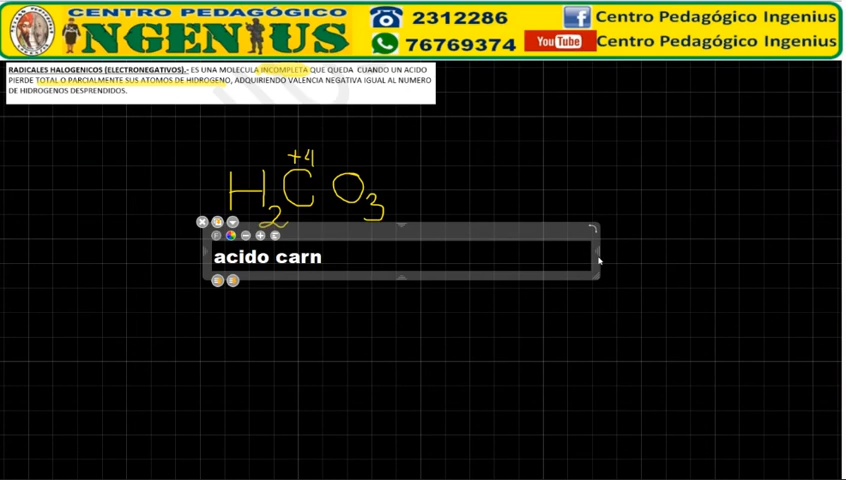 CENTRO PEDAGÓGICO
INGENIUS
2312286
76769374
f Centro Pedagógico Ingenius
YouTube Centro Pedagógico Ingenius
RADICALES HALOGENICOS (ELECTRONEGATIVOS).- ES UNA MOLECULA INCOMPLETA QUE QUEDA CUANDO UN ACIDO
PIERDE TOTAL O PARCIALMENTE SUS ATOMOS DE HIDROGENO, ADQUIRIENDO VALENCIA NEGATIVA IGUAL AL NUMERO
DE HIDROGENOS DESPRENDIDOS.
+4
H2CO3
acido carn